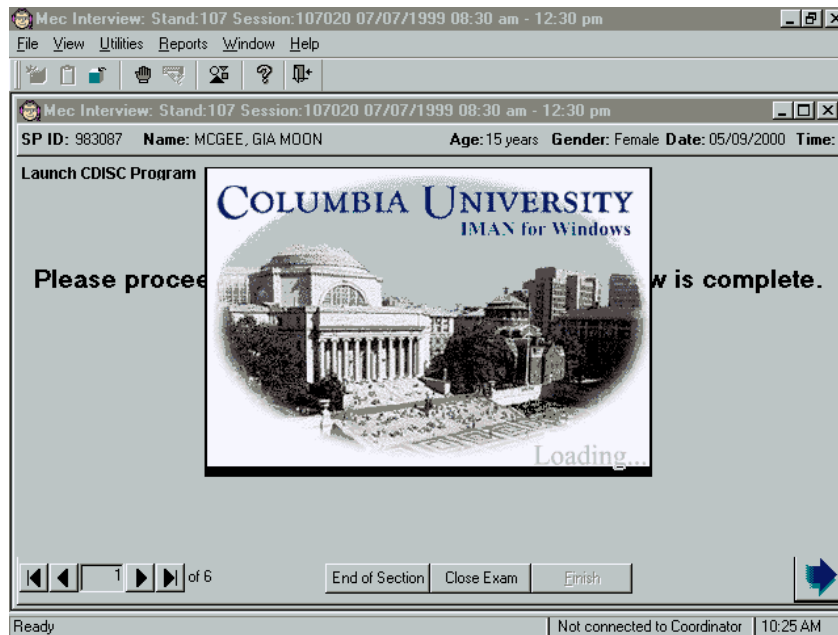 Mec Interview: Stand:107 Session:107020 07/07/1999 08:30 am - 12:30 pm
File View Utilities Reports Window Help
Mec Interview: Stand:107 Session:107020 07/07/1999 08:30 am - 12:30 pm
SP ID: 983087 Name: MCGEE, GIA MOON Age: 15 years Gender: Female Date: 05/09/2000 Time:
Launch CDISC Program
COLUMBIA UNIVERSITY
IMAN for Windows
Please procee w is complete.
Loading...
1 of 6 End of Section Close Exam Finish
Ready Not connected to Coordinator 10:25 AM